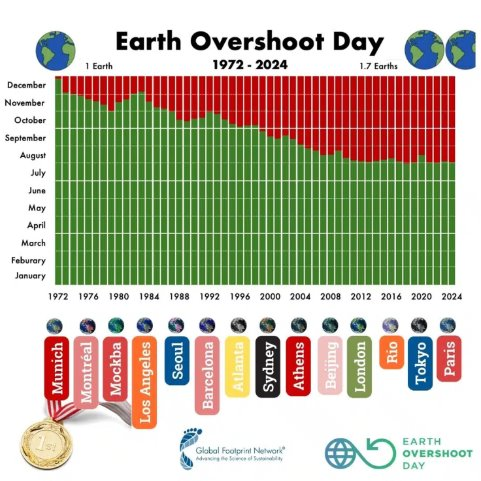 Earth Overshoot Day
1 Earth
1972 - 2024
1.7 Earths
December
November
October
September
August
July
June
May
April
March
Feburary
January
1972 1976 1980 1984 1988 1992 1996 2000 2004 2008 2012 2016 2020 2024
Munich
Montréal
Mockba
Los Angeles
Seoul
Barcelona
Atlanta
Sydney
Athens
Beijing
London
Rio
Tokyo
Paris
1st
Global Footprint Network®
Advancing the Science of Sustainability
EARTH
OVERSHOOT
DAY